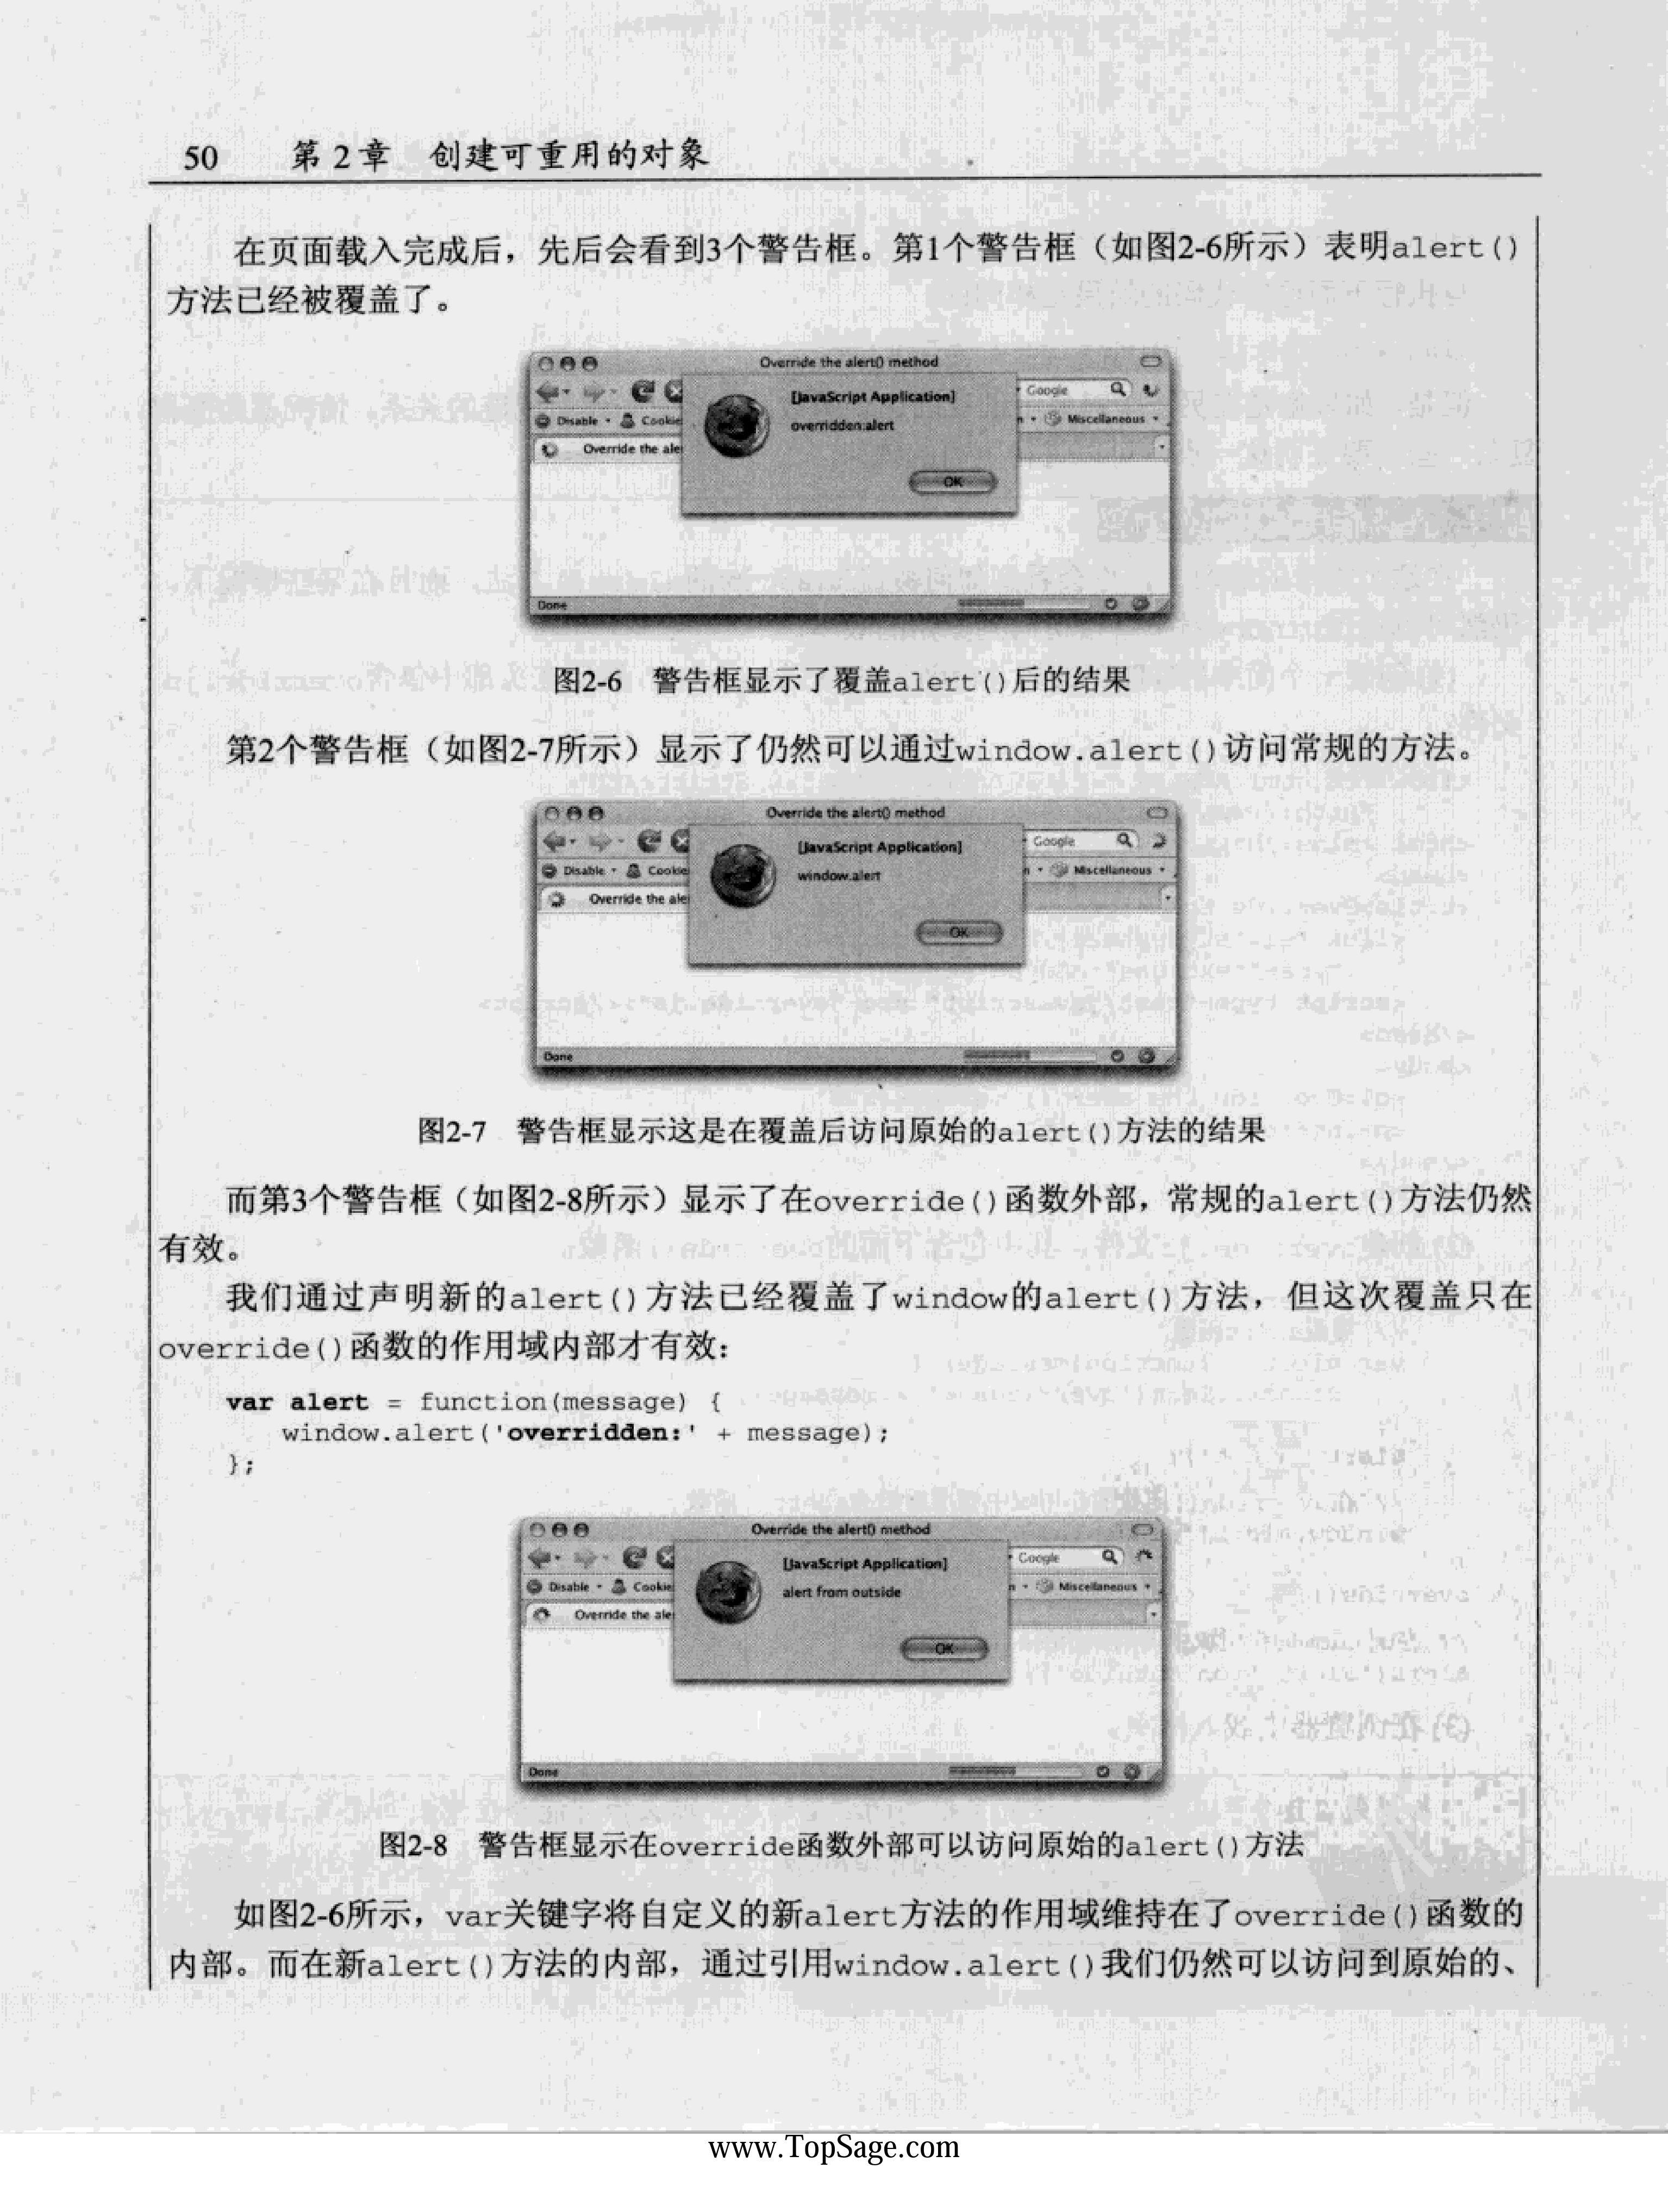 50 第2章 创建可重用的对象
在页面载入完成后，先后会看到3个警告框。第1个警告框（如图2-6所示）表明alert()
方法已经被覆盖了。
Override the alert() method
[JavaScript Application]
Google
overridden:alert
Disable
Cookie
Miscellaneous
Override the ale
OK
Done
图2-6 警告框显示了覆盖alert()后的结果
第2个警告框（如图2-7所示）显示了仍然可以通过window.alert()访问常规的方法。
Override the alert() method
[JavaScript Application]
Google
window.alert
Disable
Cookie
Miscellaneous
Override the ale
OK
Done
图2-7 警告框显示这是在覆盖后访问原始的alert()方法的结果
而第3个警告框（如图2-8所示）显示了在override()函数外部，常规的alert()方法仍然
有效。
我们通过声明新的alert()方法已经覆盖了window的alert()方法，但这次覆盖只在
override()函数的作用域内部才有效：
var alert = function(message) {
window.alert('overridden:' + message);
};
Override the alert() method
[JavaScript Application]
Google
alert from outside
Disable
Cookie
Miscellaneous
Override the ale
OK
Done
图2-8 警告框显示在override函数外部可以访问原始的alert()方法
如图2-6所示，var关键字将自定义的新alert方法的作用域维持在了override()函数的
内部。而在新alert()方法的内部，通过引用window.alert()我们仍然可以访问到原始的、
www.TopSage.com